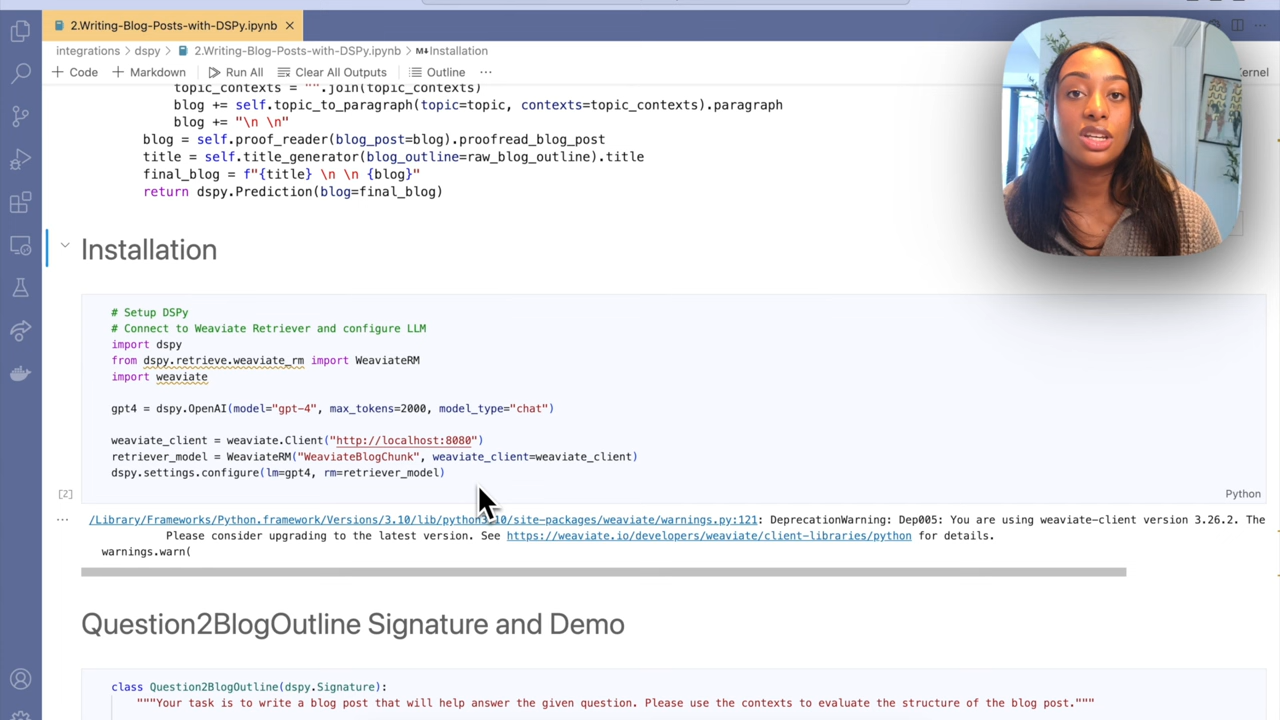 2.Writing-Blog-Posts-with-DSPy.ipynb
integrations > dspy > 2.Writing-Blog-Posts-with-DSPy.ipynb > M↓Installation
+ Code + Markdown Run All Clear All Outputs Outline ...
topic_contexts = "".join(topic_contexts)
blog += self.topic_to_paragraph(topic=topic, contexts=topic_contexts).paragraph
blog += "\n \n"
blog = self.proof_reader(blog_post=blog).proofread_blog_post
title = self.title_generator(blog_outline=raw_blog_outline).title
final_blog = f"{title} \n \n {blog}"
return dspy.Prediction(blog=final_blog)
Installation
# Setup DSPy
# Connect to Weaviate Retriever and configure LLM
import dspy
from dspy.retrieve.weaviate_rm import WeaviateRM
import weaviate
gpt4 = dspy.OpenAI(model="gpt-4", max_tokens=2000, model_type="chat")
weaviate_client = weaviate.Client("http://localhost:8080")
retriever_model = WeaviateRM("WeaviateBlogChunk", weaviate_client=weaviate_client)
dspy.settings.configure(lm=gpt4, rm=retriever_model)
[2]
Python
... /Library/Frameworks/Python.framework/Versions/3.10/lib/python3.10/site-packages/weaviate/warnings.py:121: DeprecationWarning: Dep005: You are using weaviate-client version 3.26.2. The
Please consider upgrading to the latest version. See https://weaviate.io/developers/weaviate/client-libraries/python for details.
warnings.warn(
Question2BlogOutline Signature and Demo
class Question2BlogOutline(dspy.Signature):
"""Your task is to write a blog post that will help answer the given question. Please use the contexts to evaluate the structure of the blog post."""